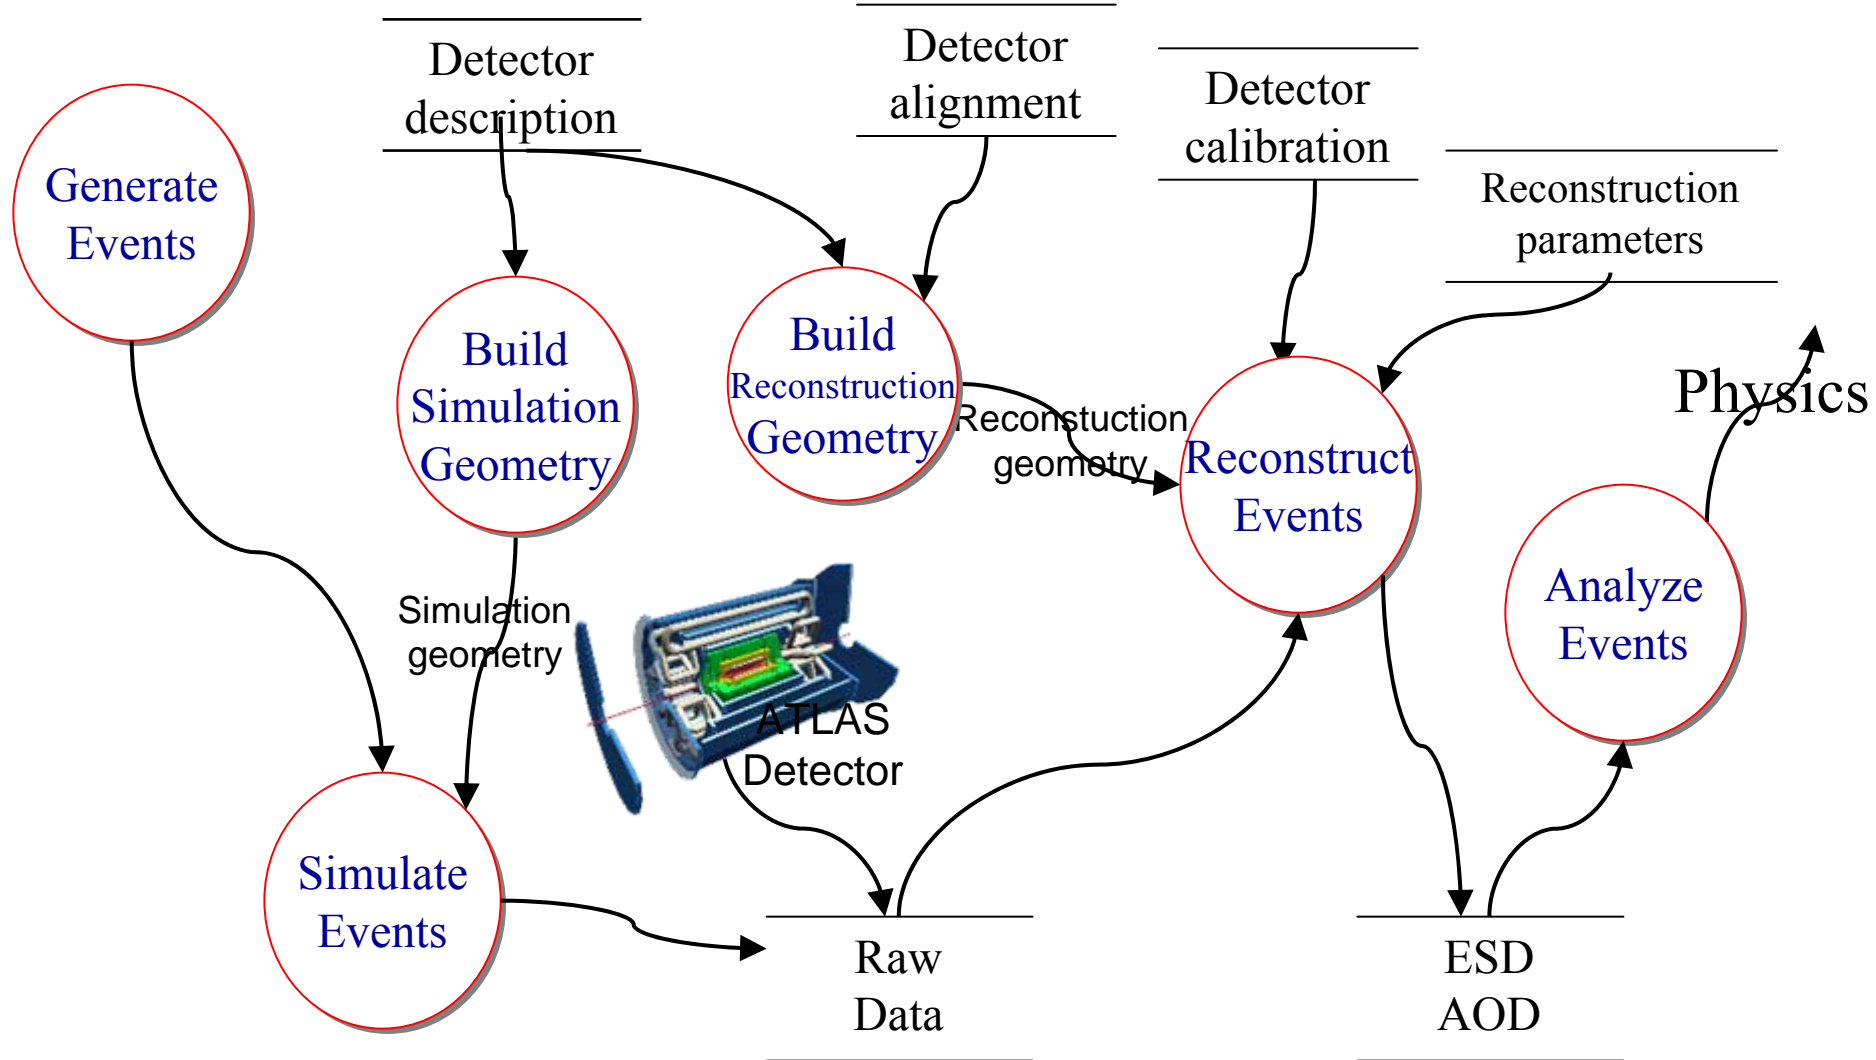 Detector
description
Detector
alignment
Detector
calibration
Reconstruction
parameters
Generate
Events
Build
Simulation
Geometry
Build
Reconstruction
Geometry
Reconstuction
geometry
Reconstruct
Events
Physics
Analyze
Events
Simulation
geometry
ATLAS
Detector
Simulate
Events
Raw
Data
ESD
AOD